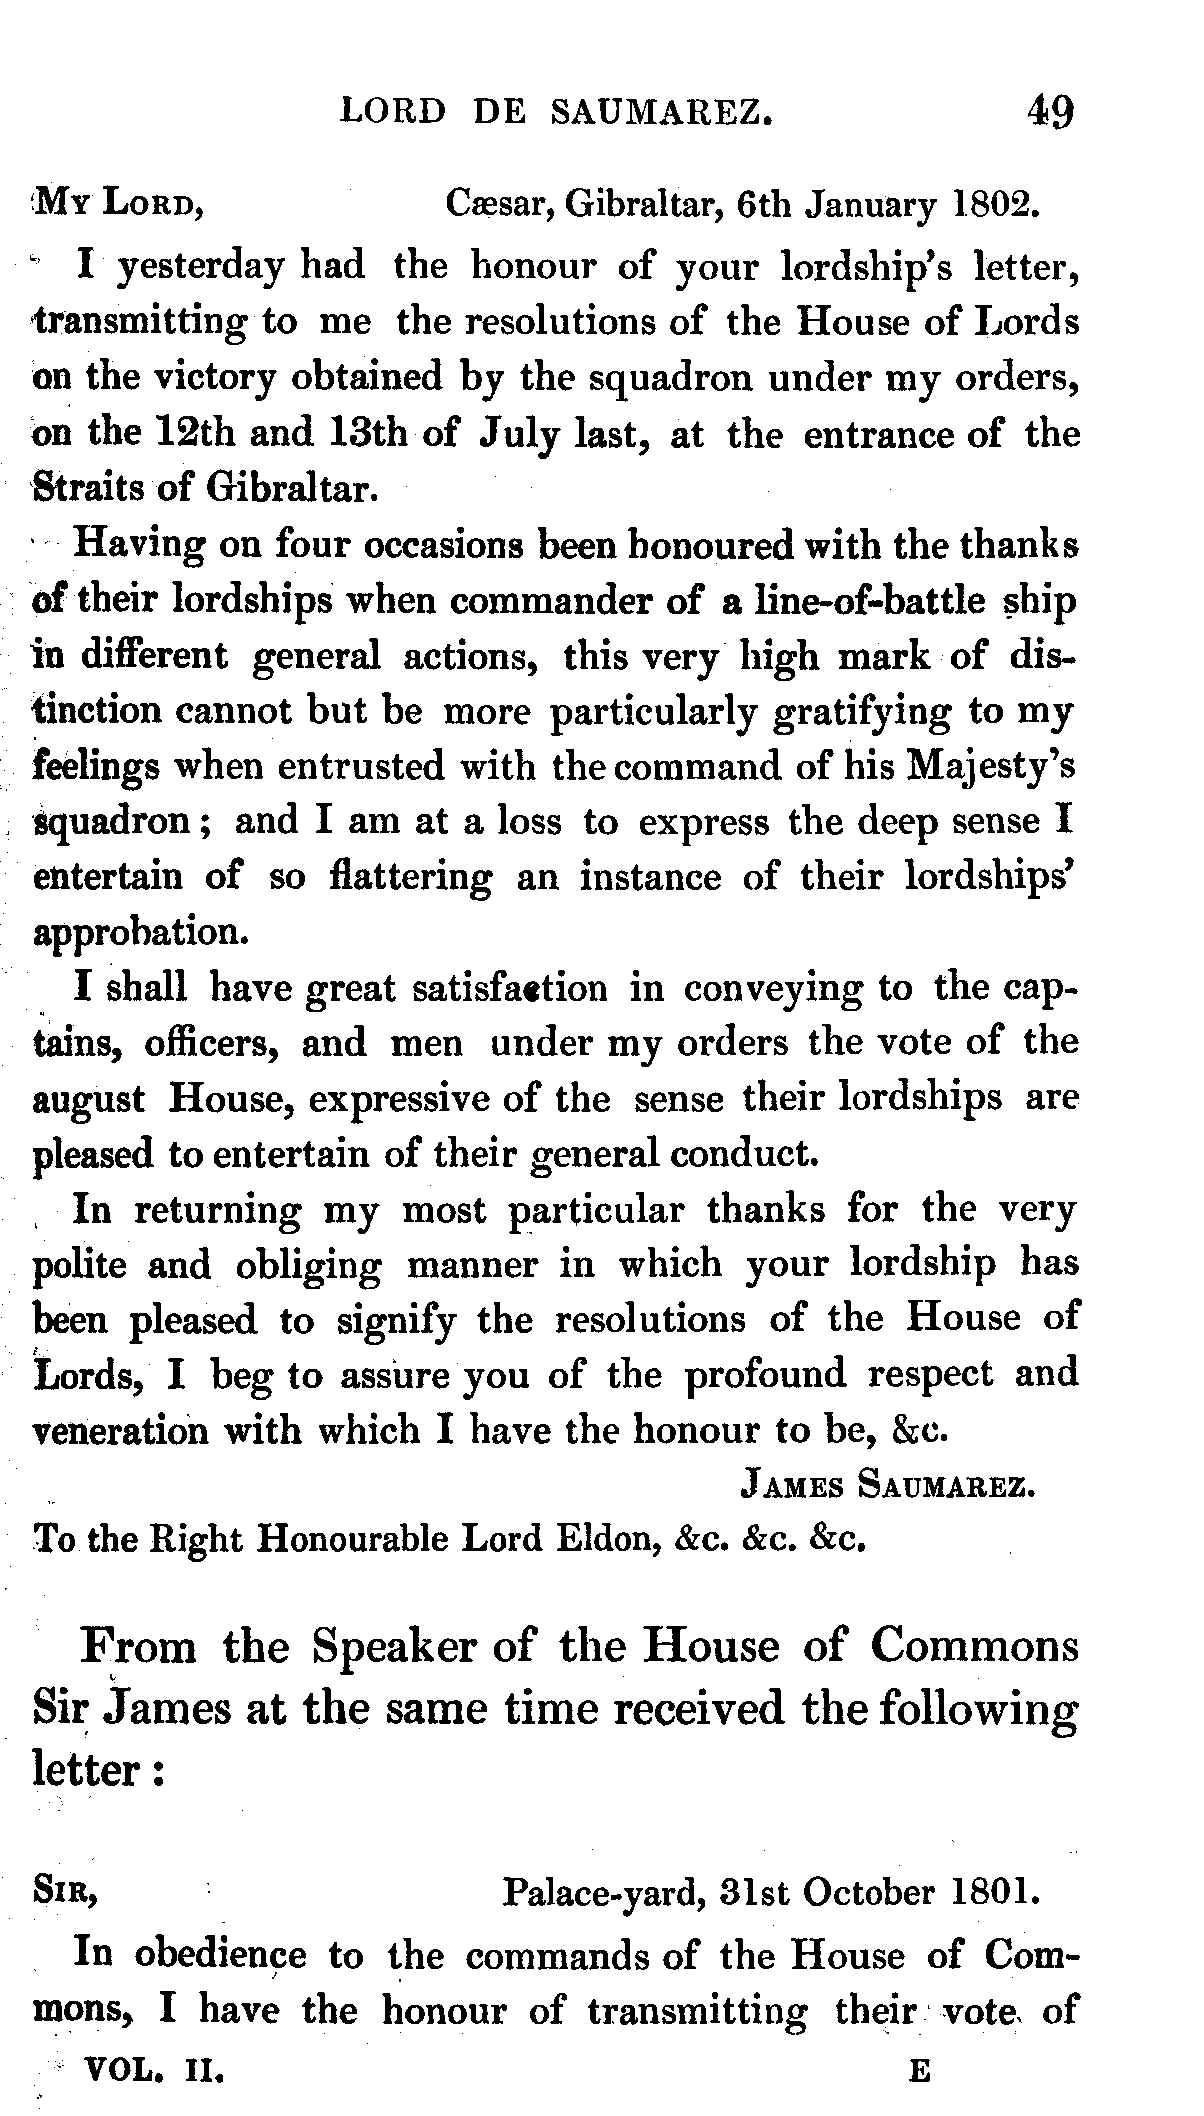 LORD DE SAUMAREZ. 49
My Lord, Cæsar, Gibraltar, 6th January 1802.
I yesterday had the honour of your lordship's letter,
transmitting to me the resolutions of the House of Lords
on the victory obtained by the squadron under my orders,
on the 12th and 13th of July last, at the entrance of the
Straits of Gibraltar.
Having on four occasions been honoured with the thanks
of their lordships when commander of a line-of-battle ship
in different general actions, this very high mark of dis-
tinction cannot but be more particularly gratifying to my
feelings when entrusted with the command of his Majesty's
squadron; and I am at a loss to express the deep sense I
entertain of so flattering an instance of their lordships'
approbation.
I shall have great satisfaction in conveying to the cap-
tains, officers, and men under my orders the vote of the
august House, expressive of the sense their lordships are
pleased to entertain of their general conduct.
In returning my most particular thanks for the very
polite and obliging manner in which your lordship has
been pleased to signify the resolutions of the House of
Lords, I beg to assure you of the profound respect and
veneration with which I have the honour to be, &c.
James Saumarez.
To the Right Honourable Lord Eldon, &c. &c. &c.
From the Speaker of the House of Commons
Sir James at the same time received the following
letter:
Sir, Palace-yard, 31st October 1801.
In obedience to the commands of the House of Com-
mons, I have the honour of transmitting their vote of
VOL. II. E